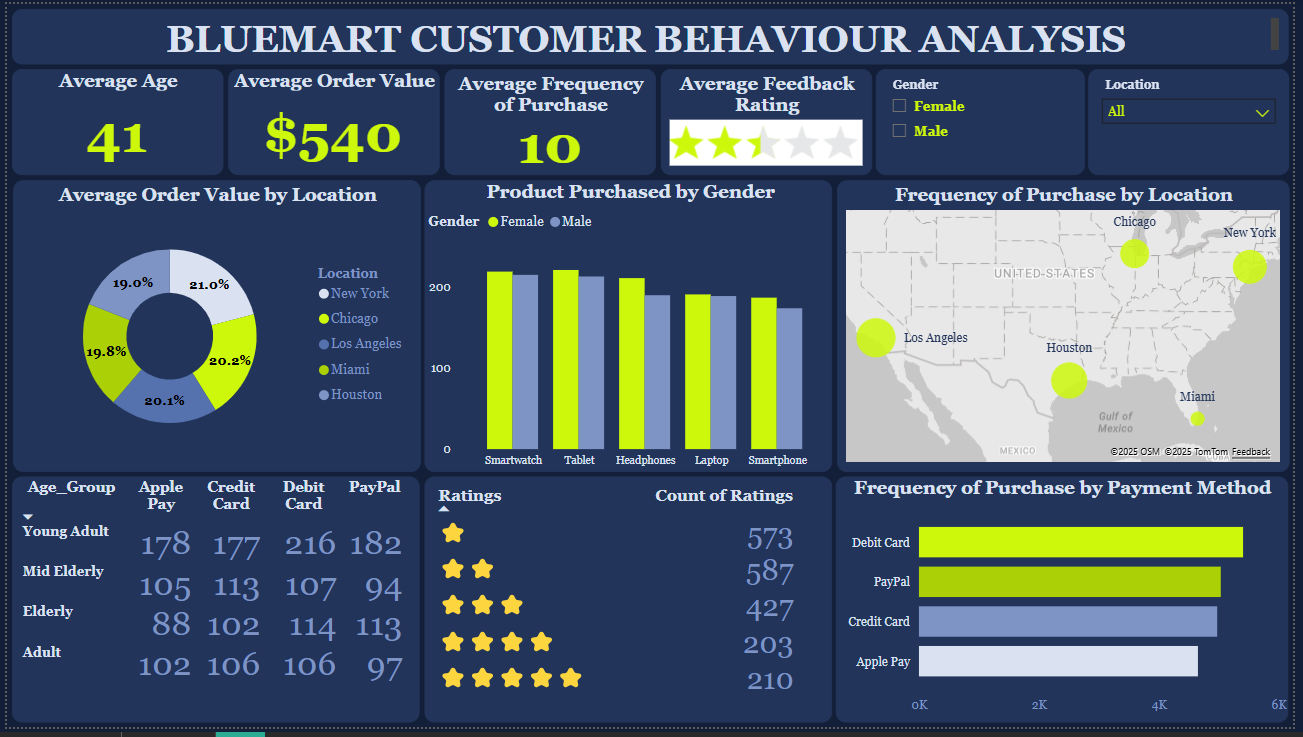 BLUEMART CUSTOMER BEHAVIOUR ANALYSIS
Average Age
41
Average Order Value
$540
Average Frequency
of Purchase
10
Average Feedback
Rating
Gender
Female
Male
Location
All
Average Order Value by Location
19.0%
21.0%
19.8%
20.2%
20.1%
Location
New York
Chicago
Los Angeles
Miami
Houston
Product Purchased by Gender
Gender Female Male
200
100
0
Smartwatch Tablet Headphones Laptop Smartphone
Frequency of Purchase by Location
Chicago
New York
UNITED STATES
Los Angeles
Houston
Miami
Gulf of
Mexico
MEXICO
©2025 OSM ©2025 TomTom Feedback
Age_Group Apple Pay Credit Card Debit Card PayPal
Young Adult 178 177 216 182
Mid Elderly 105 113 107 94
Elderly 88 102 114 113
Adult 102 106 106 97
Ratings Count of Ratings
573
587
427
203
210
Frequency of Purchase by Payment Method
Debit Card
PayPal
Credit Card
Apple Pay
0K 2K 4K 6K